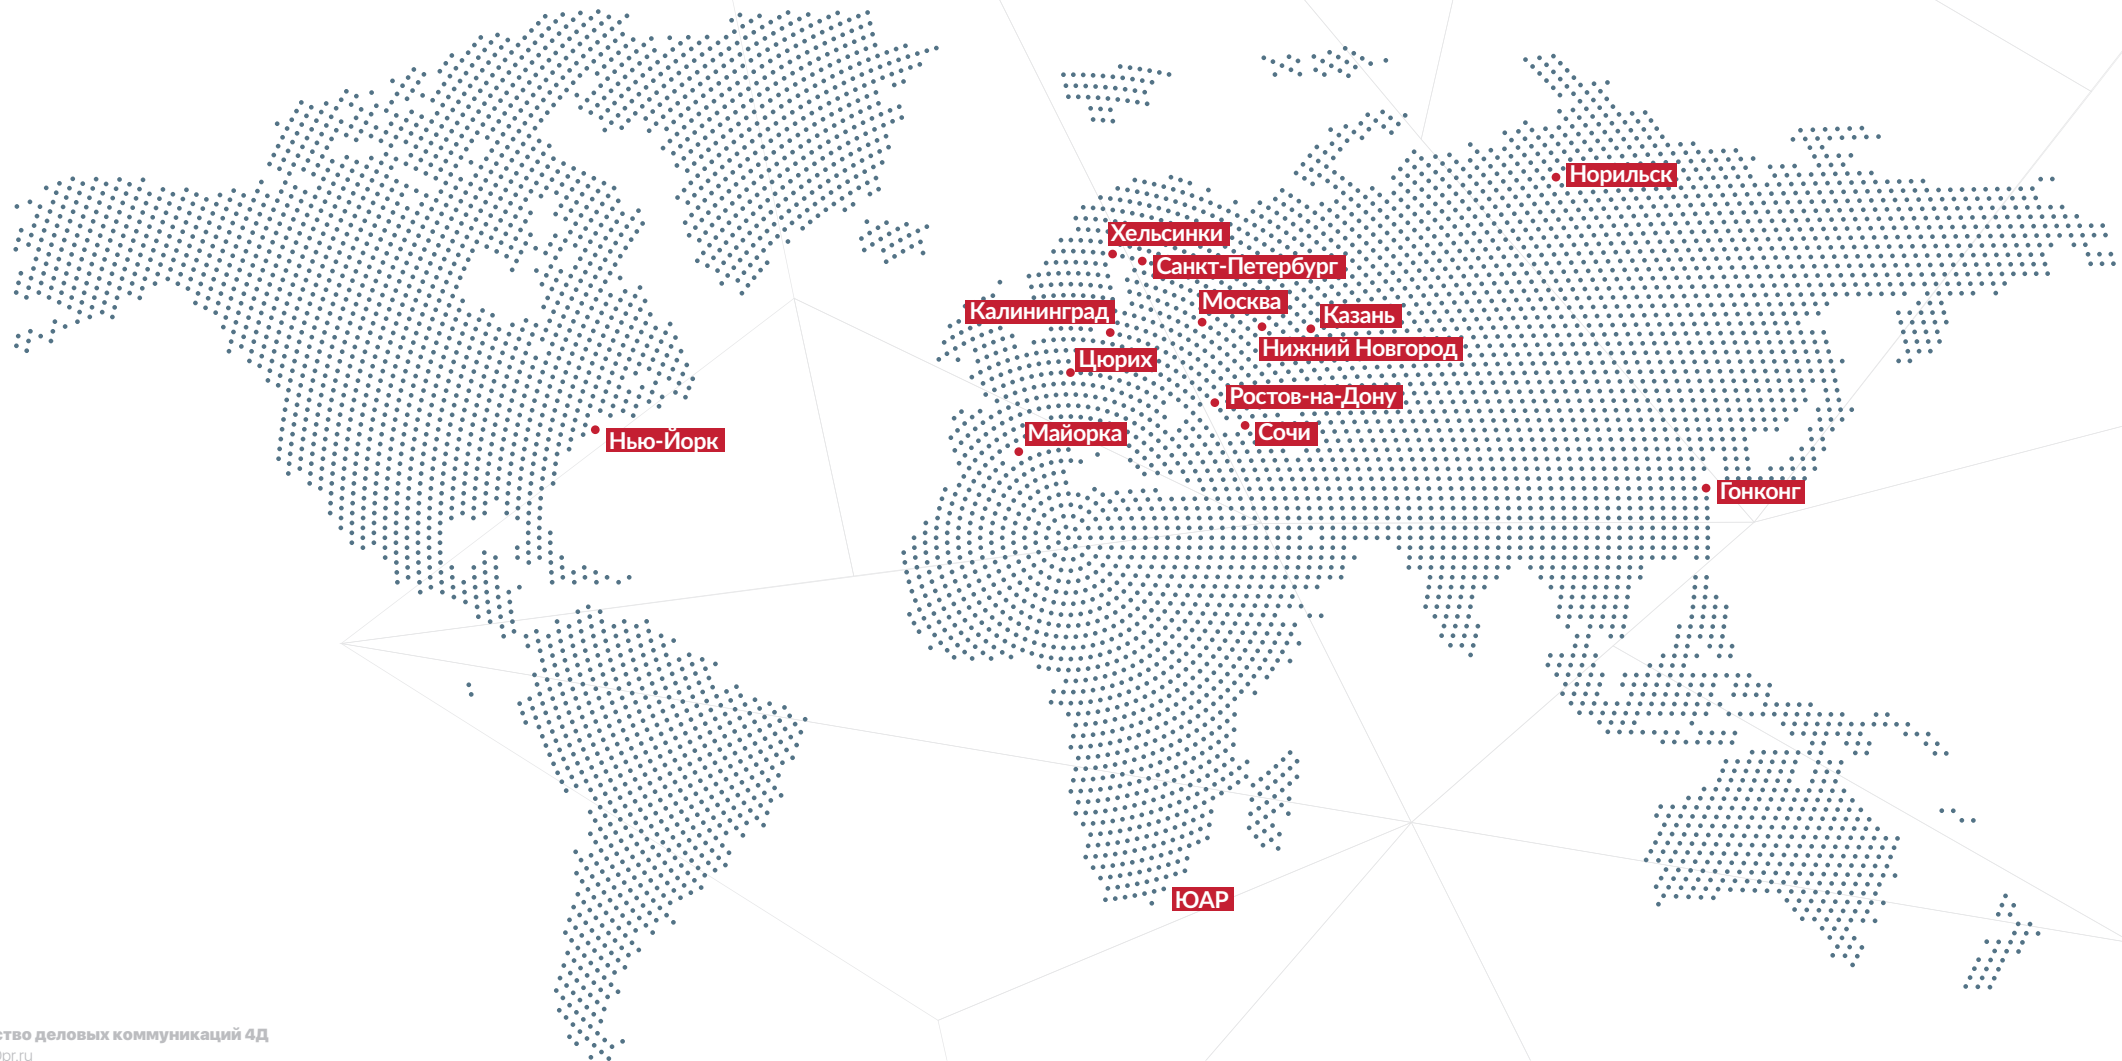 Норильск
Хельсинки
Санкт-Петербург
Москва
Калининград
Казань
Нижний Новгород
Цюрих
Ростов-на-Дону
Сочи
Майорка
Нью-Йорк
Гонконг
ЮАР
деловых коммуникаций 4Д